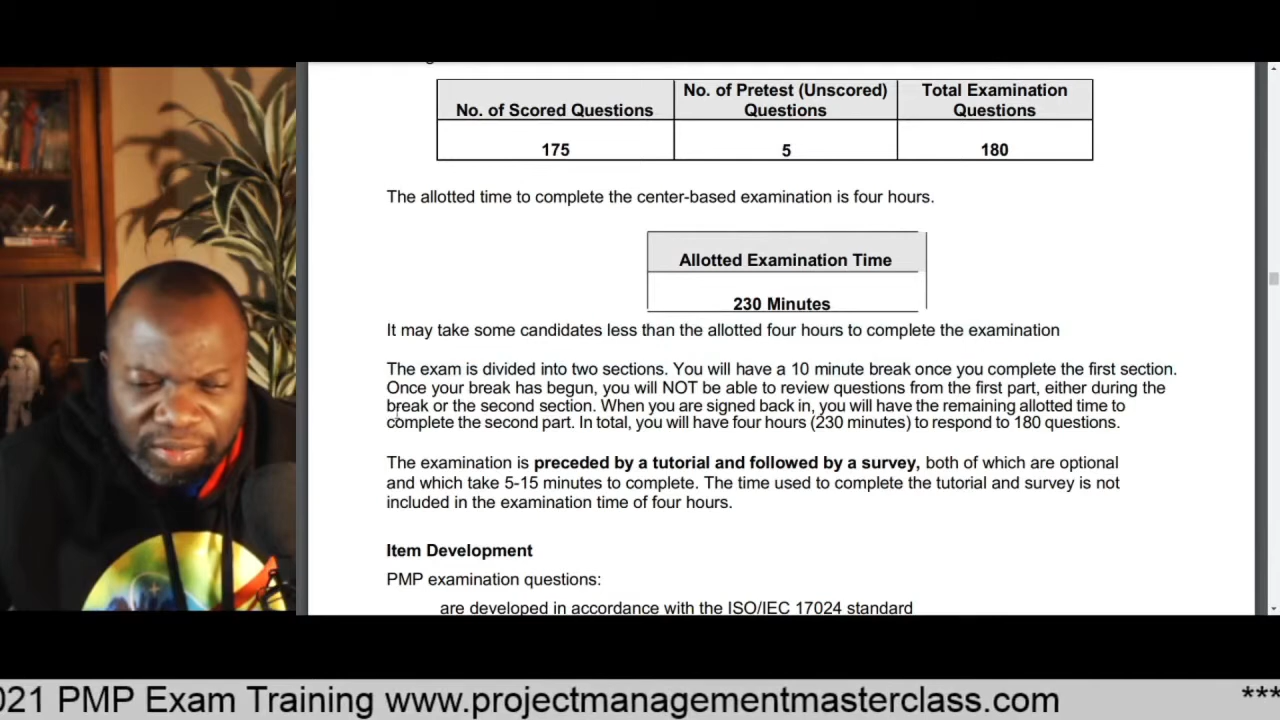 No. of Scored Questions
No. of Pretest (Unscored) Questions
Total Examination Questions
175
5
180
The allotted time to complete the center-based examination is four hours.
Allotted Examination Time
230 Minutes
It may take some candidates less than the allotted four hours to complete the examination
The exam is divided into two sections. You will have a 10 minute break once you complete the first section.
Once your break has begun, you will NOT be able to review questions from the first part, either during the
break or the second section. When you are signed back in, you will have the remaining allotted time to
complete the second part. In total, you will have four hours (230 minutes) to respond to 180 questions.
The examination is preceded by a tutorial and followed by a survey, both of which are optional
and which take 5-15 minutes to complete. The time used to complete the tutorial and survey is not
included in the examination time of four hours.
Item Development
PMP examination questions:
are developed in accordance with the ISO/IEC 17024 standard
021 PMP Exam Training www.projectmanagementmasterclass.com ***